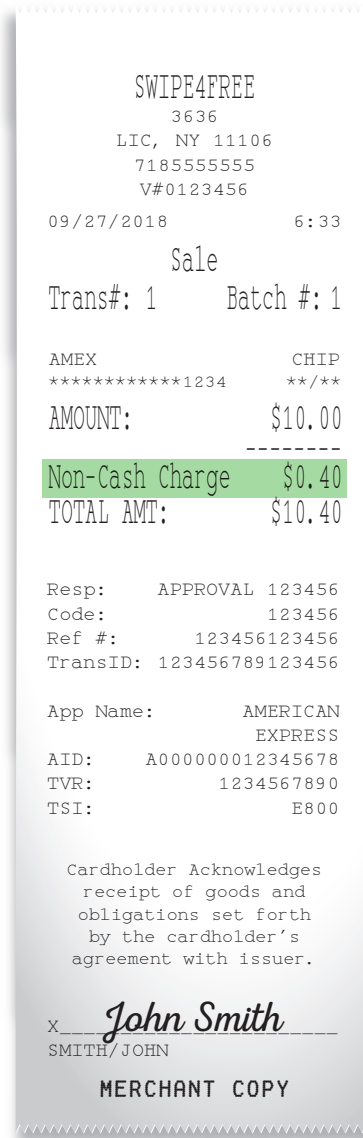 SWIPE4FREE
3636
LIC, NY 11106
7185555555
V#0123456
09/27/2018 6:33
Sale
Trans#: 1 Batch #: 1
AMEX CHIP
************1234 **/**
AMOUNT: $10.00
--------
Non-Cash Charge $0.40
TOTAL AMT: $10.40
Resp: APPROVAL 123456
Code: 123456
Ref #: 123456123456
TransID: 123456789123456
App Name: AMERICAN
EXPRESS
AID: A000000012345678
TVR: 1234567890
TSI: E800
Cardholder Acknowledges
receipt of goods and
obligations set forth
by the cardholder's
agreement with issuer.
X___John Smith____
SMITH/JOHN
MERCHANT COPY